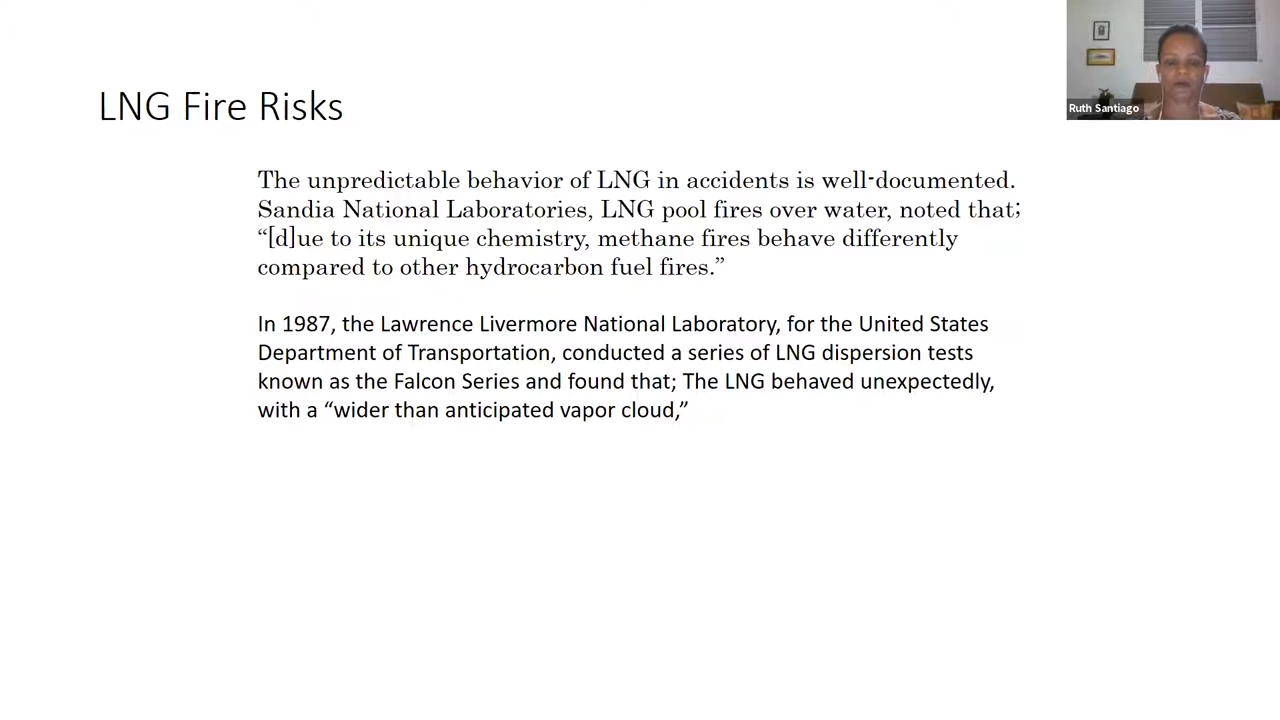 LNG Fire Risks
Ruth Santiago
The unpredictable behavior of LNG in accidents is well-documented.
Sandia National Laboratories, LNG pool fires over water, noted that;
“[d]ue to its unique chemistry, methane fires behave differently
compared to other hydrocarbon fuel fires.”
In 1987, the Lawrence Livermore National Laboratory, for the United States
Department of Transportation, conducted a series of LNG dispersion tests
known as the Falcon Series and found that; The LNG behaved unexpectedly,
with a “wider than anticipated vapor cloud,”